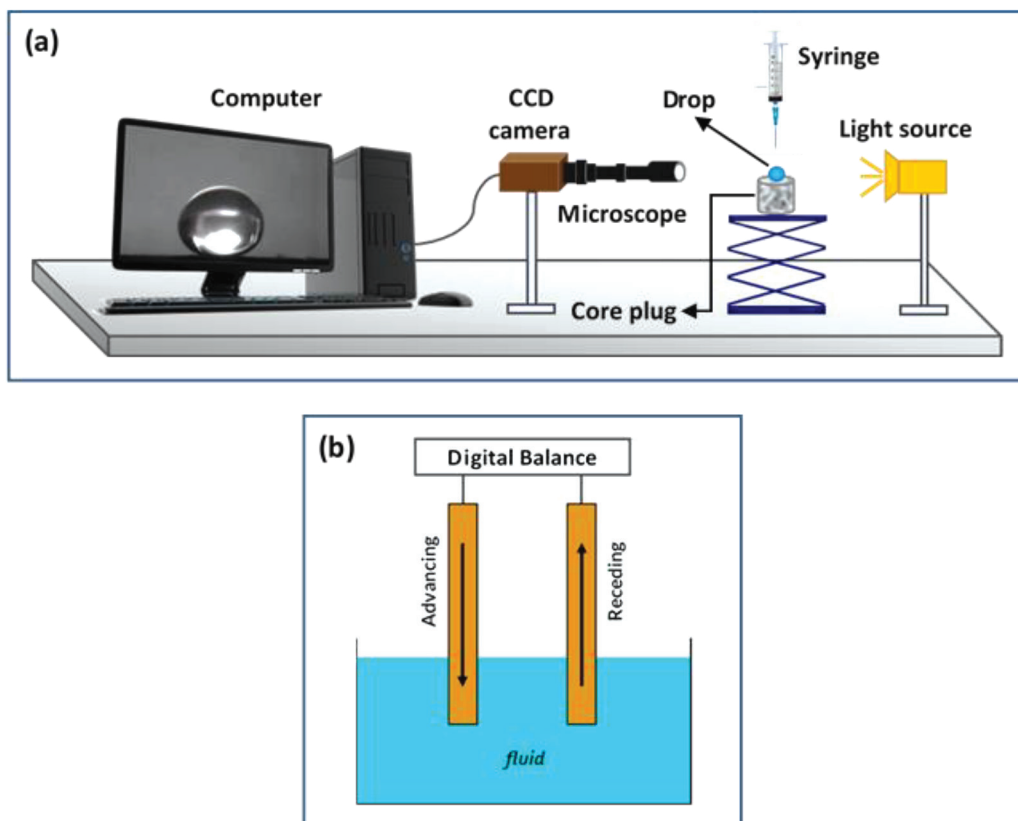 (a)
Computer
CCD
camera
Microscope
Drop
Syringe
Light source
Core plug
(b)
Digital Balance
Advancing
Receding
fluid